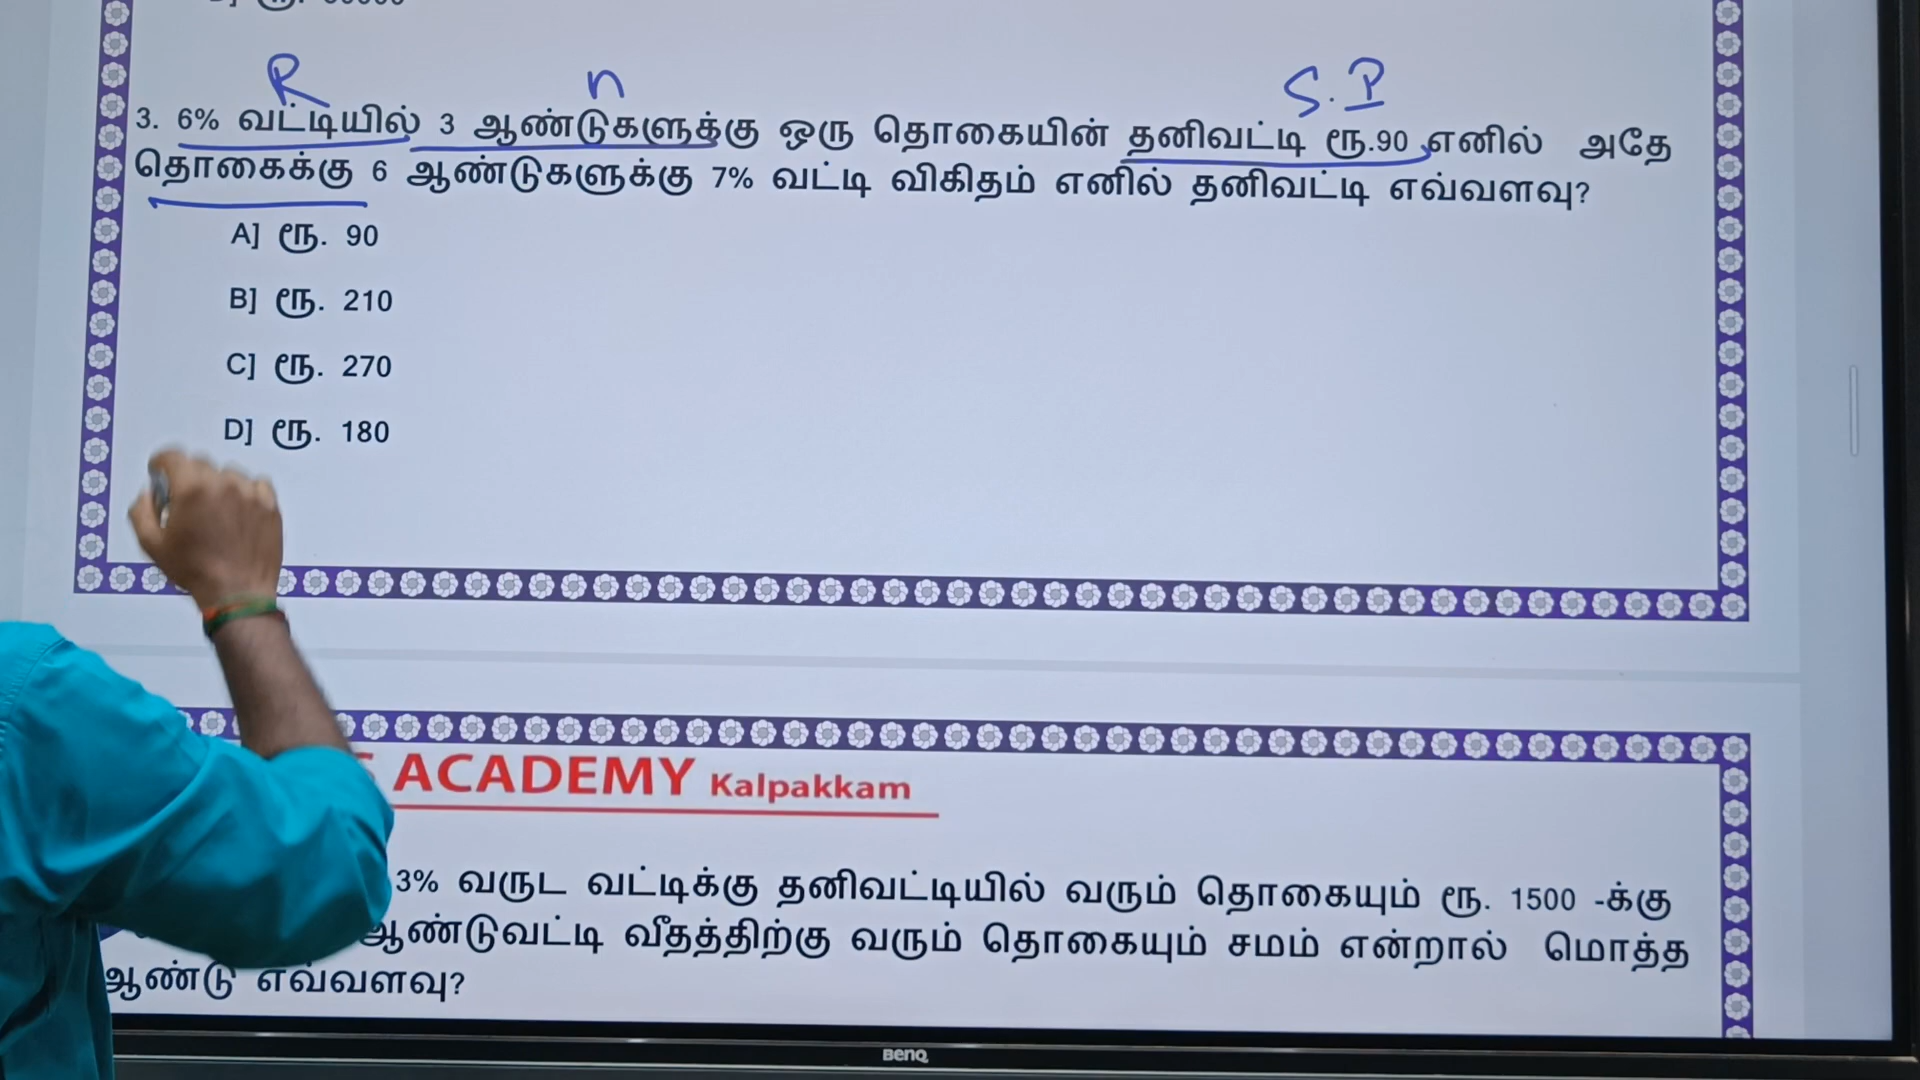 R n S.I
3. 6% வட்டியில் 3 ஆண்டுகளுக்கு ஒரு தொகையின் தனிவட்டி ரூ.90 எனில் அதே
தொகைக்கு 6 ஆண்டுகளுக்கு 7% வட்டி விகிதம் எனில் தனிவட்டி எவ்வளவு?
A] ரூ. 90
B] ரூ. 210
C] ரூ. 270
D] ரூ. 180
ACADEMY Kalpakkam
3% வருட வட்டிக்கு தனிவட்டியில் வரும் தொகையும் ரூ. 1500 -க்கு
ஆண்டுவட்டி வீதத்திற்கு வரும் தொகையும் சமம் என்றால் மொத்த
ஆண்டு எவ்வளவு?
BenQ